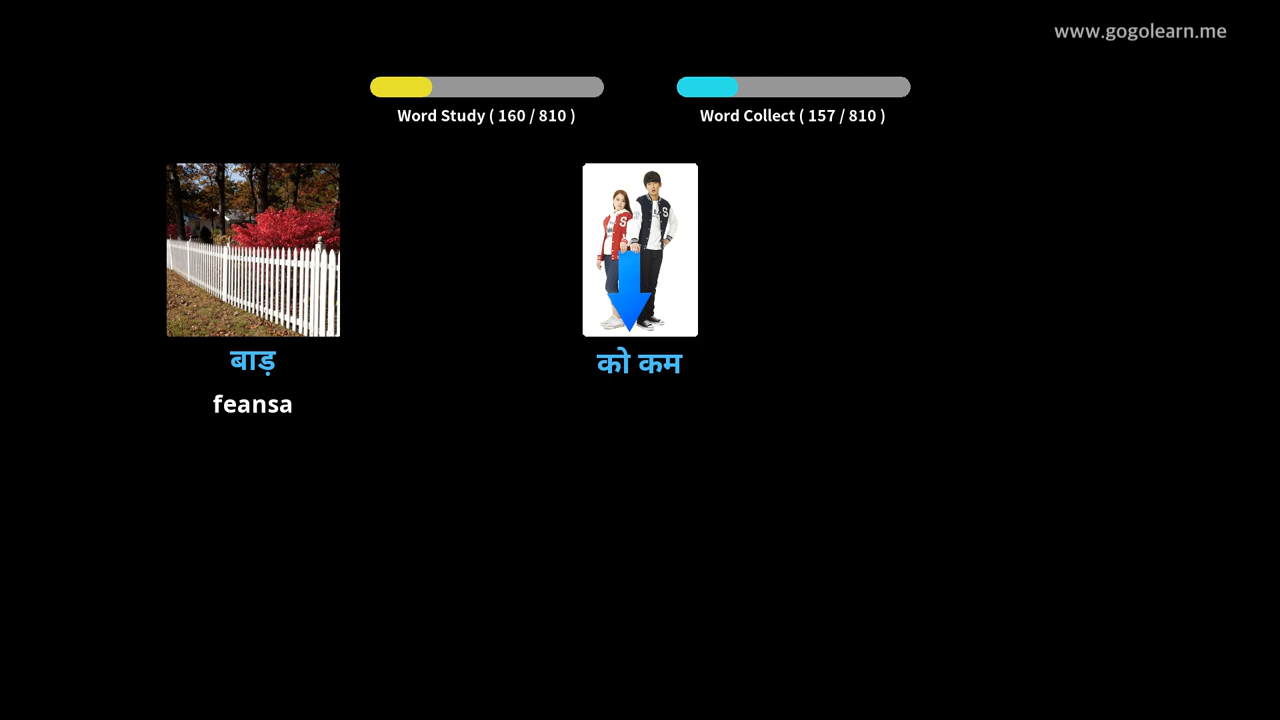 www.gogolearn.me
Word Study ( 160 / 810 )
Word Collect ( 157 / 810 )
S
S
बाड़
को कम
feansa